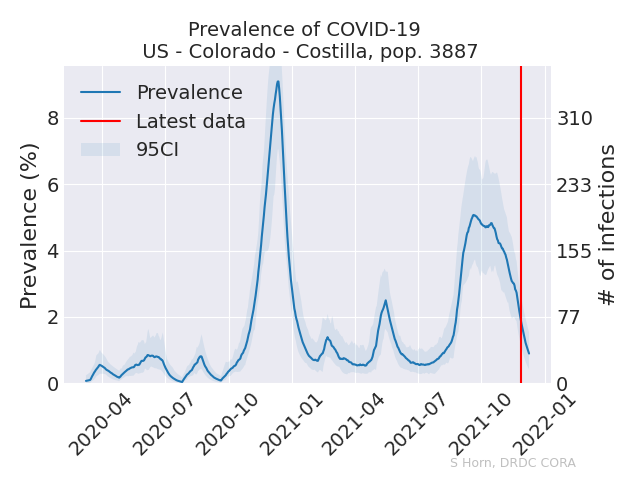 Prevalence of COVID-19
US - Colorado - Costilla, pop. 3887
Prevalence
Latest data
95CI
Prevalence (%)
8
6
4
2
0
# of infections
310
233
155
77
0
2020-04
2020-07
2020-10
2021-01
2021-04
2021-07
2021-10
2022-01
S Horn, DRDC CORA